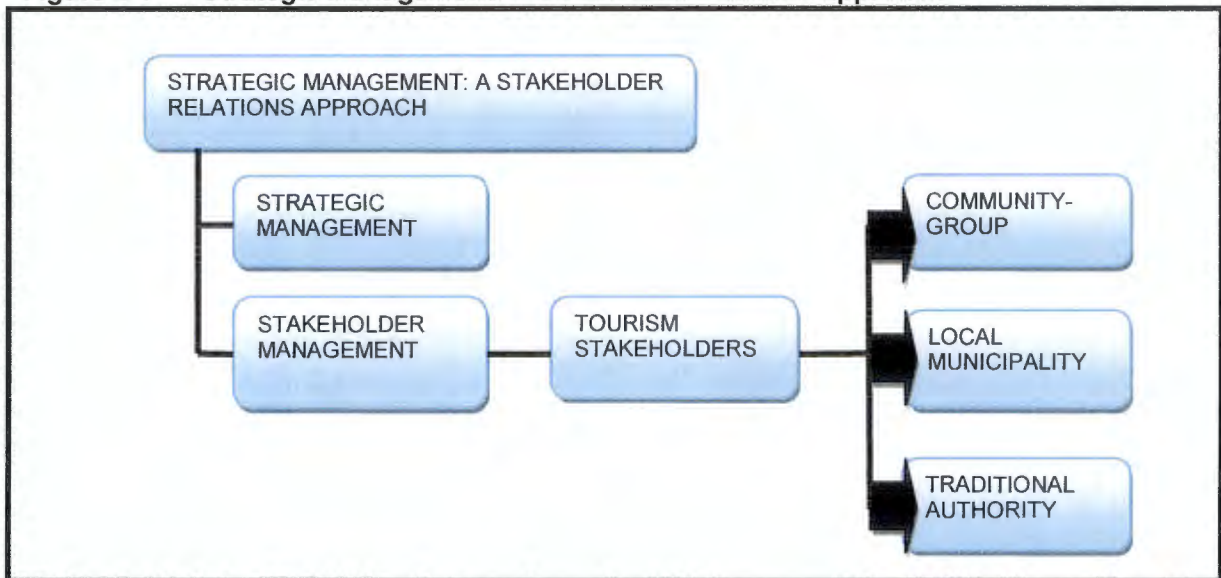 STRATEGIC MANAGEMENT: A STAKEHOLDER
RELATIONS APPROACH
STRATEGIC
MANAGEMENT
STAKEHOLDER
MANAGEMENT
TOURISM
STAKEHOLDERS
COMMUNITY-
GROUP
LOCAL
MUNICIPALITY
TRADITIONAL
AUTHORITY